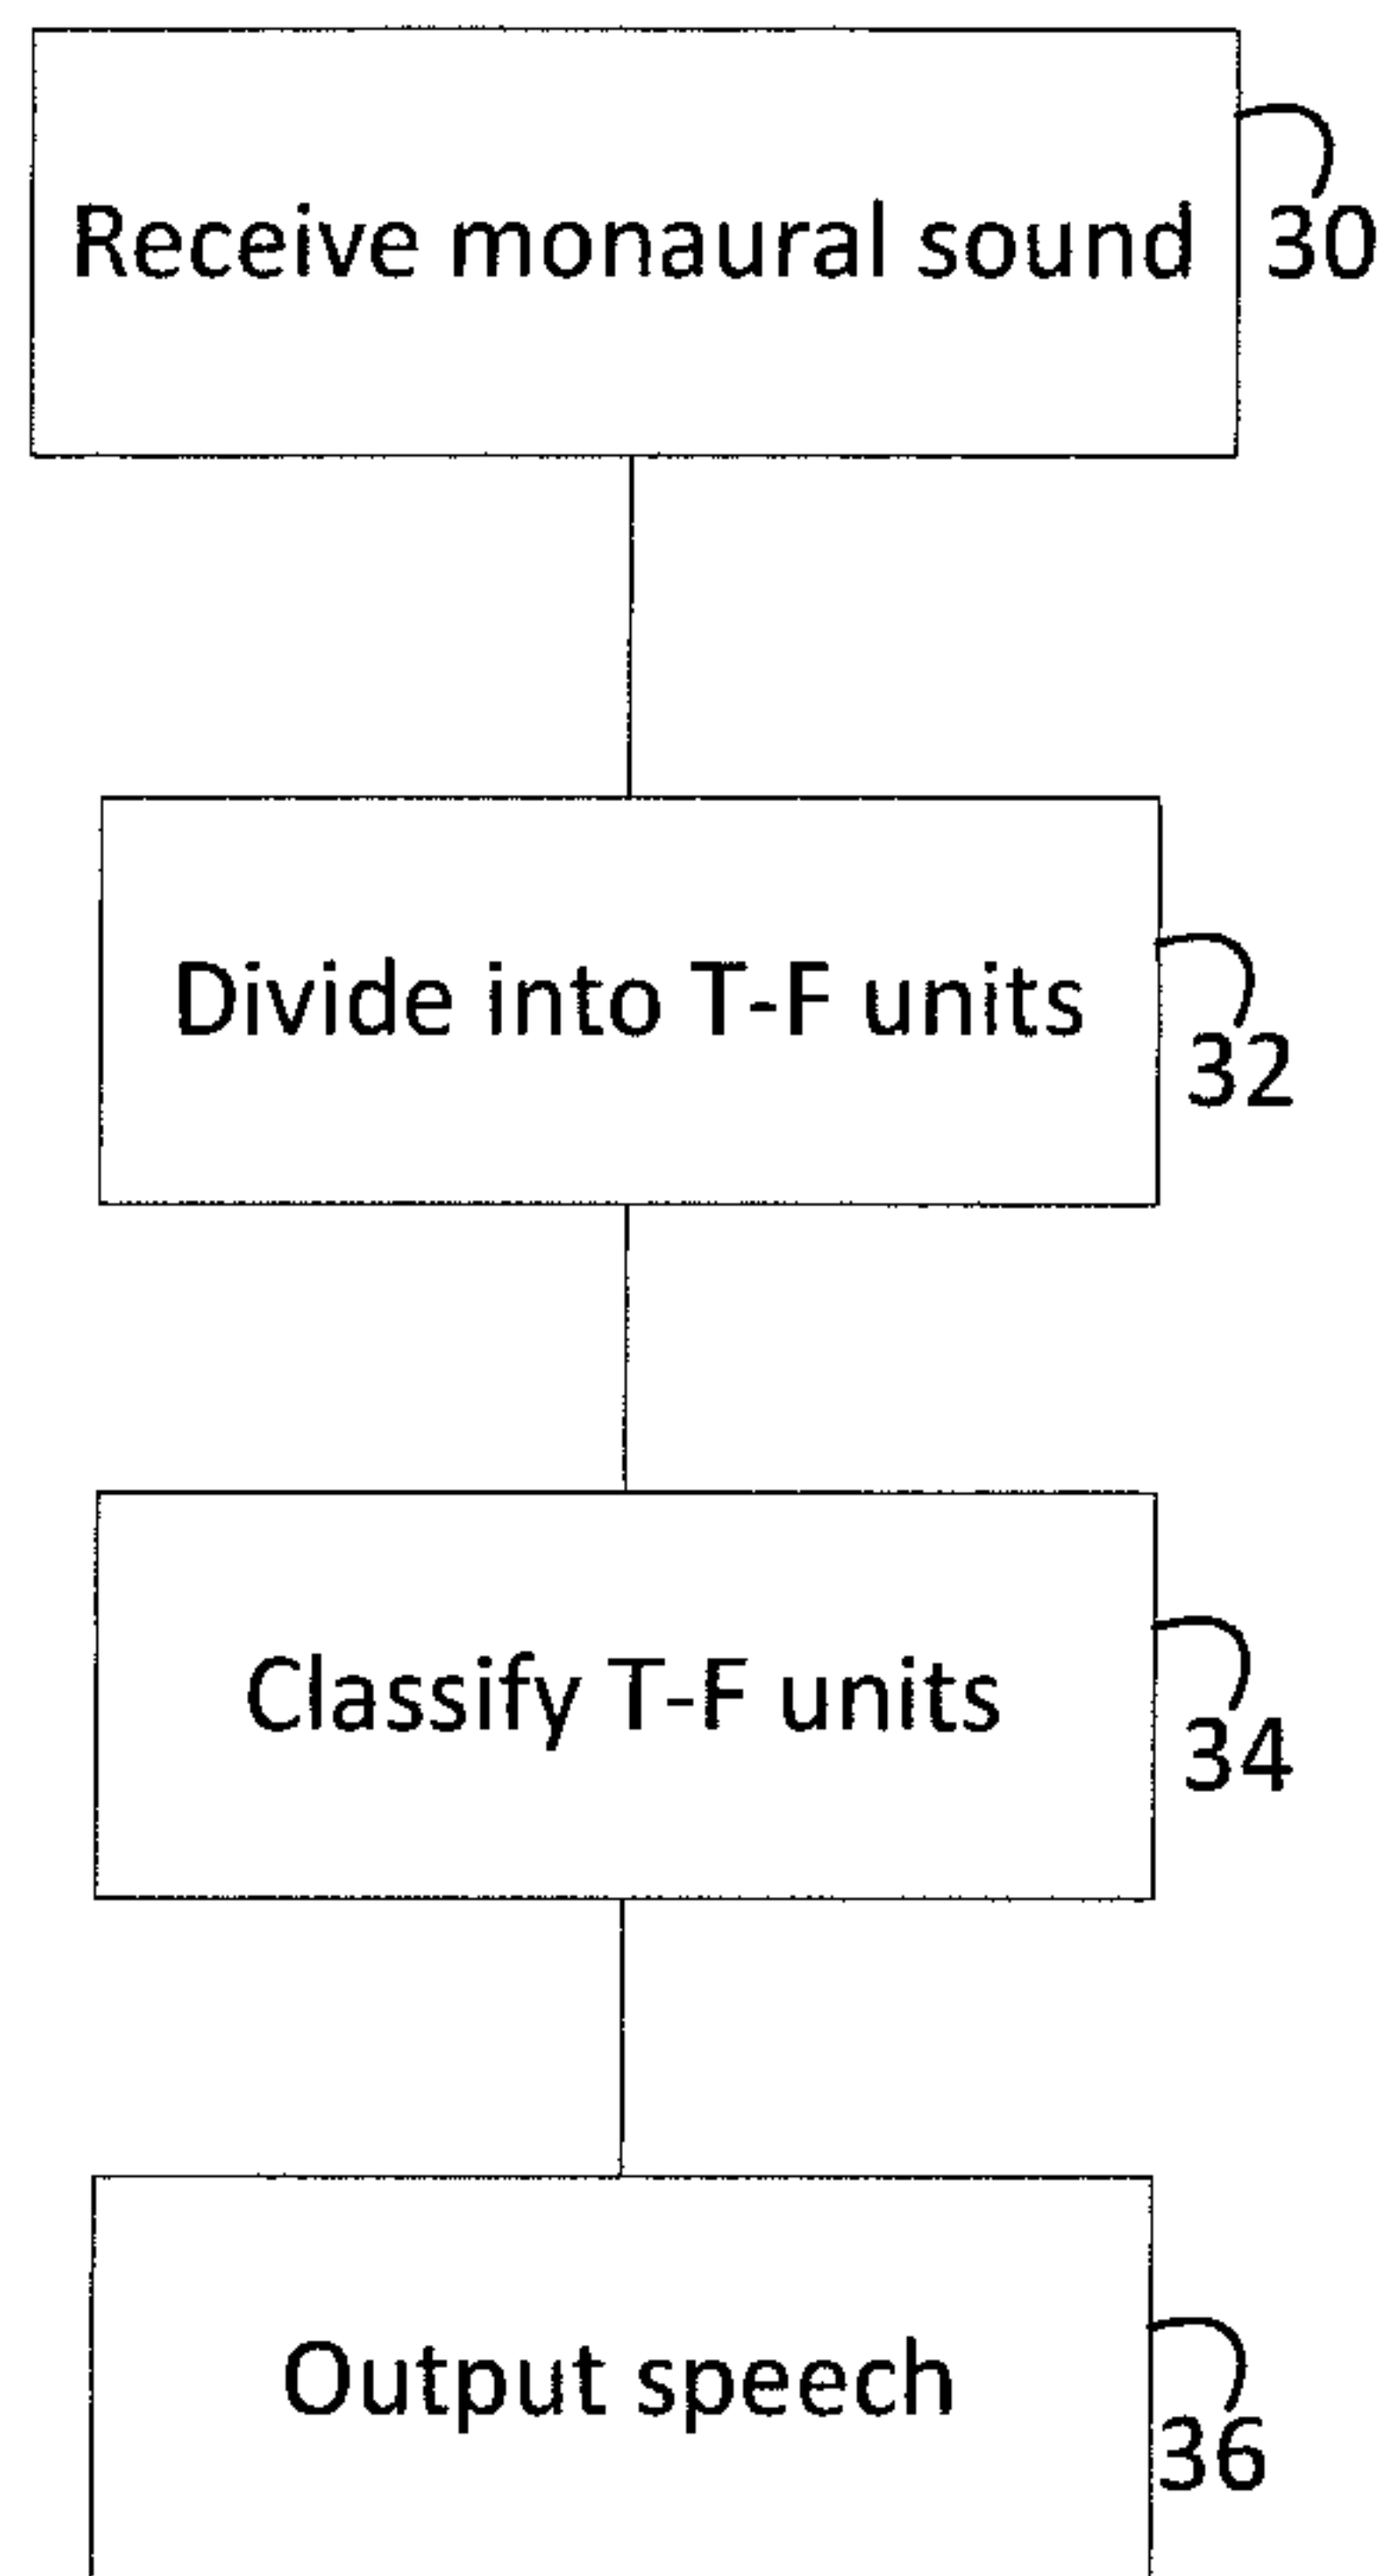 Receive monaural sound
30
Divide into T-F units
32
Classify T-F units
34
Output speech
36